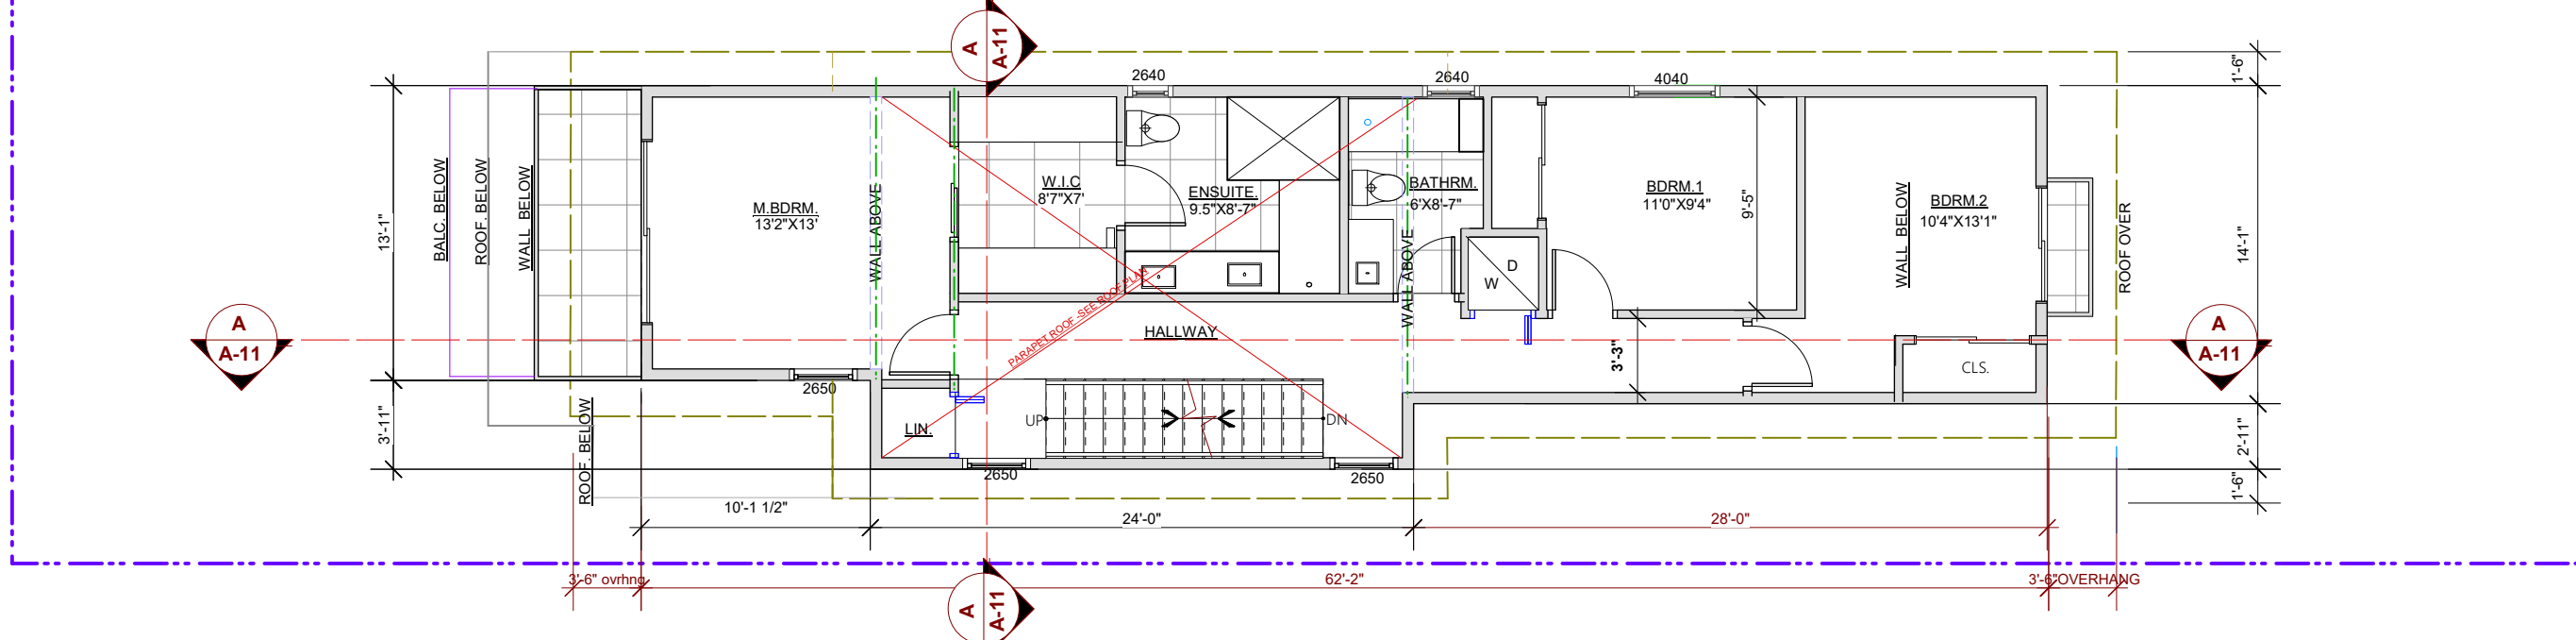 A
A-11
2640
2640
4040
1'-6"
BALC. BELOW
ROOF. BELOW
WALL BELOW
13'-1"
M.BDRM.
13'2"X13'
WALL ABOVE
W.I.C
8'7"X7'
ENSUITE.
9.5"X8'-7"
BATHRM.
6'X8'-7"
WALL ABOVE
D
W
BDRM.1
11'0"X9'4"
9'-5"
WALL BELOW
BDRM.2
10'4"X13'1"
ROOF OVER
14'-1"
PARAPET ROOF -SEE ROOF PLAN
HALLWAY
3'-3"
CLS.
A
A-11
A
A-11
2650
3'-11"
ROOF. BELOW
LIN.
UP
DN
2650
2650
2'-11"
1'-6"
10'-1 1/2"
24'-0"
28'-0"
3'-6" ovrhng
62'-2"
3'-6"OVERHANG
A
A-11